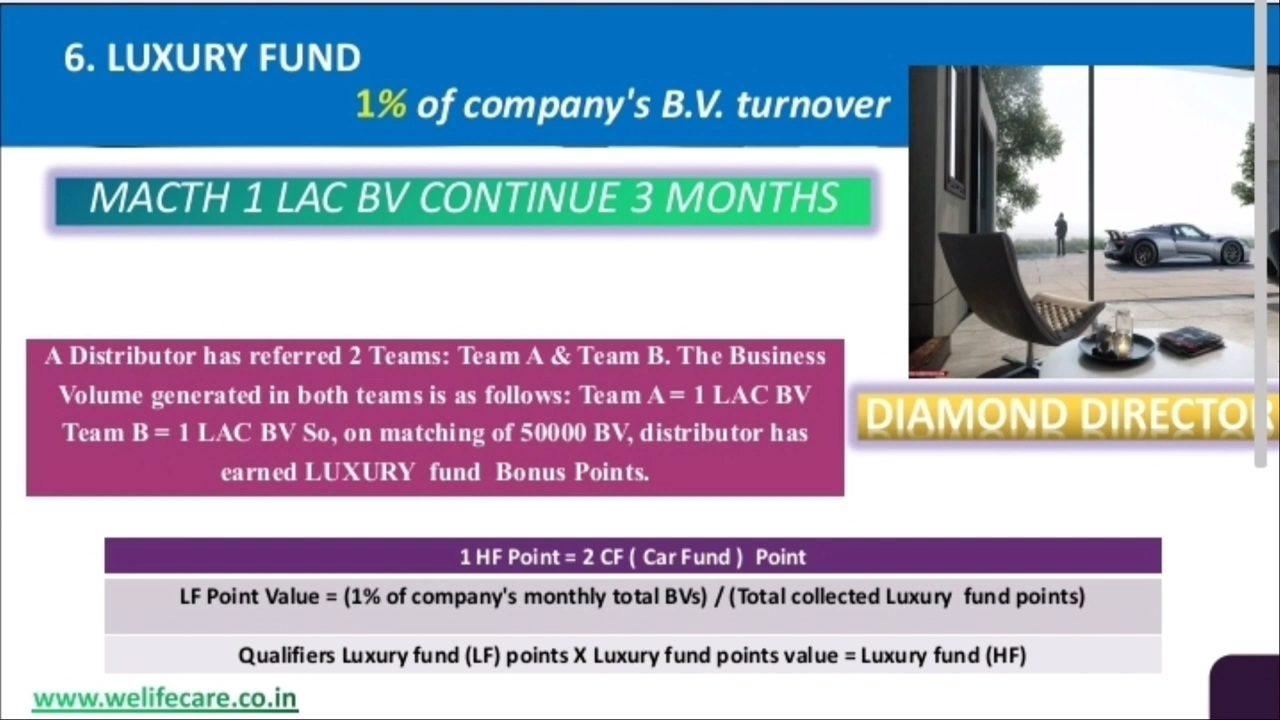 6. LUXURY FUND
1% of company's B.V. turnover
MACTH 1 LAC BV CONTINUE 3 MONTHS
A Distributor has referred 2 Teams: Team A & Team B. The Business
Volume generated in both teams is as follows: Team A = 1 LAC BV
Team B = 1 LAC BV So, on matching of 50000 BV, distributor has
earned LUXURY fund Bonus Points.
DIAMOND DIRECTOR
1 HF Point = 2 CF ( Car Fund ) Point
LF Point Value = (1% of company's monthly total BVs) / (Total collected Luxury fund points)
Qualifiers Luxury fund (LF) points X Luxury fund points value = Luxury fund (HF)
www.welifecare.co.in